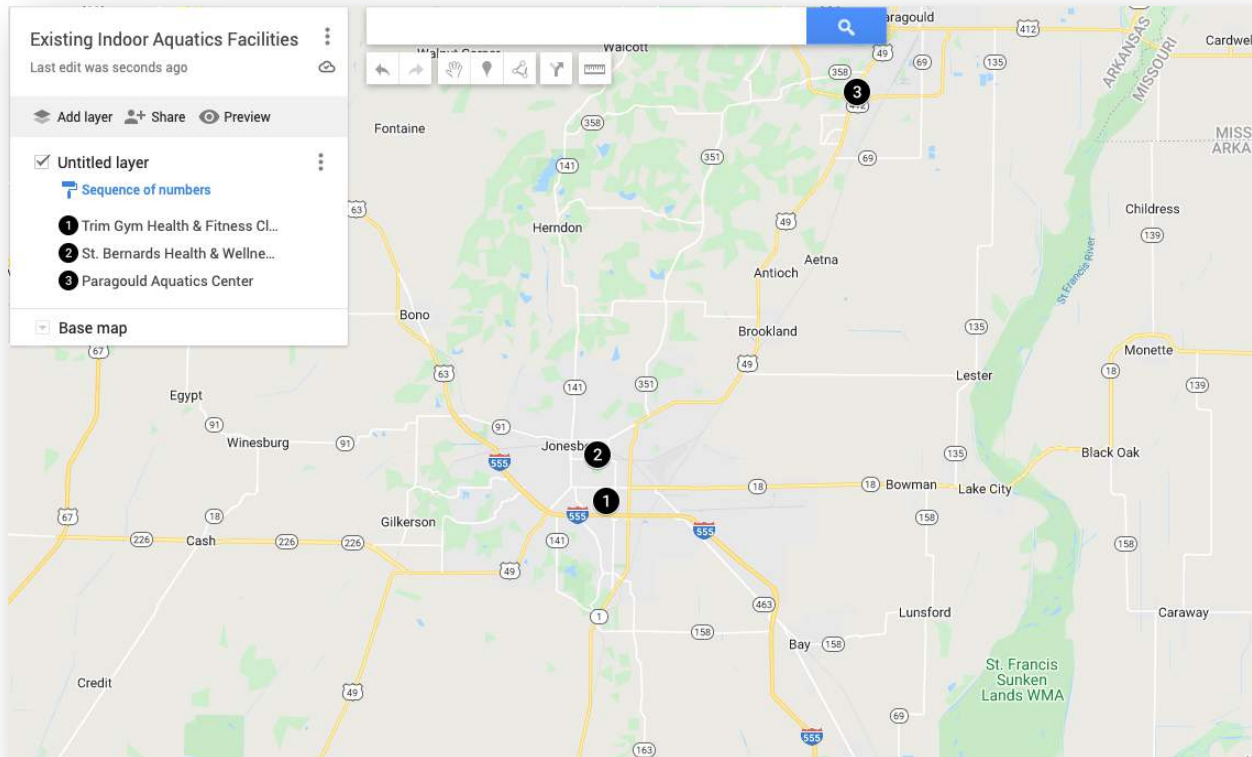 Existing Indoor Aquatics Facilities
Last edit was seconds ago
Add layer Share Preview
Untitled layer
Sequence of numbers
1 Trim Gym Health & Fitness Cl...
2 St. Bernards Health & Wellne...
3 Paragould Aquatics Center
Base map
aragould
412
Cardwe
ARKANSAS
MISSOURI
Walcott
49
69
135
358
3
412
Fontaine
358
MISS
ARKA
141
351
69
63
49
Childress
Herndon
139
Aetna
Antioch
St Francis River
Bono
Brookland
135
67
63
49
Monette
Lester
18
141
351
139
Egypt
91
91
Winesburg
91
Jonesb
2
135
Black Oak
555
18
18
Bowman
Lake City
1
67
18
Gilkerson
555
555
158
226
Cash
226
226
141
158
49
463
Lunsford
Caraway
1
158
Bay
158
St. Francis
Sunken
Lands WMA
Credit
49
69
555
163